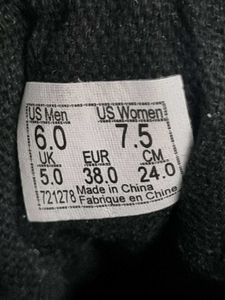 US Men US Women
6.0 7.5
UK EUR CM
5.0 38.0 24.0
721278 Made in China
Fabrique en Chine